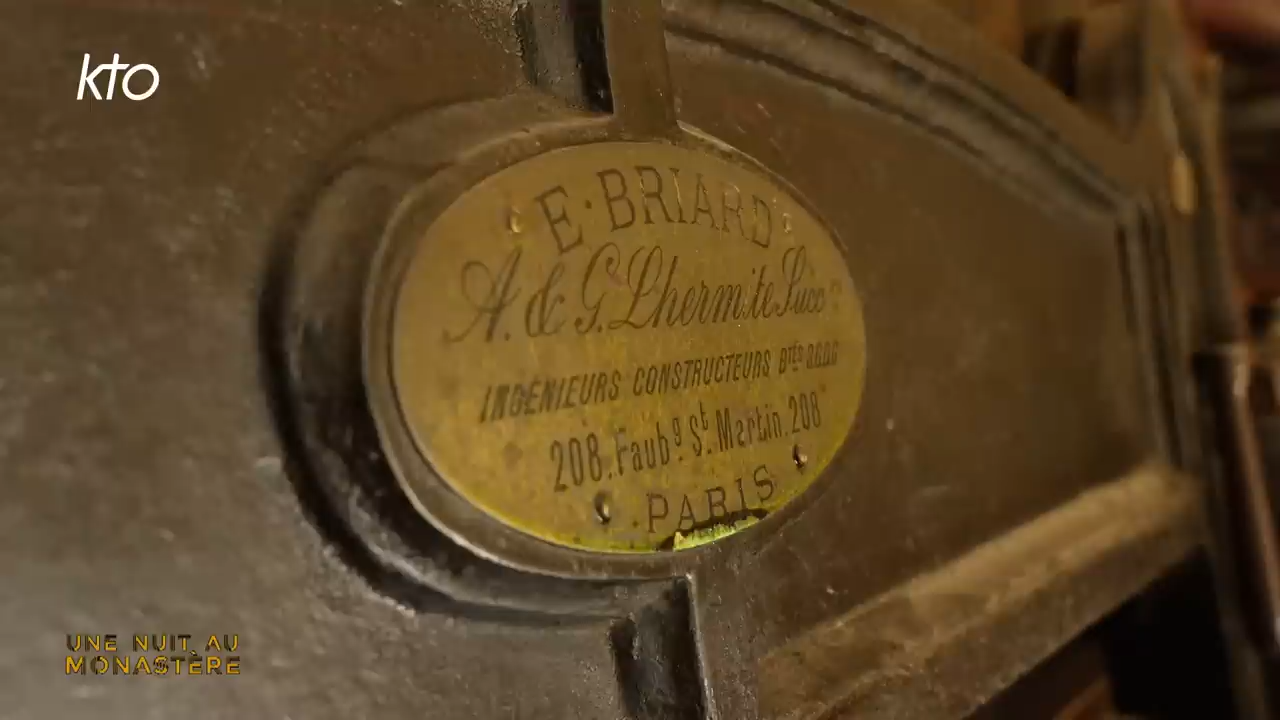 kto
E. BRIARD
A. & G. Lhermite Succrs
INGÉNIEURS CONSTRUCTEURS Btés S.G.D.G
208. Faubg St. Martin. 208
PARIS
UNE NUIT AU
MONASTÈRE